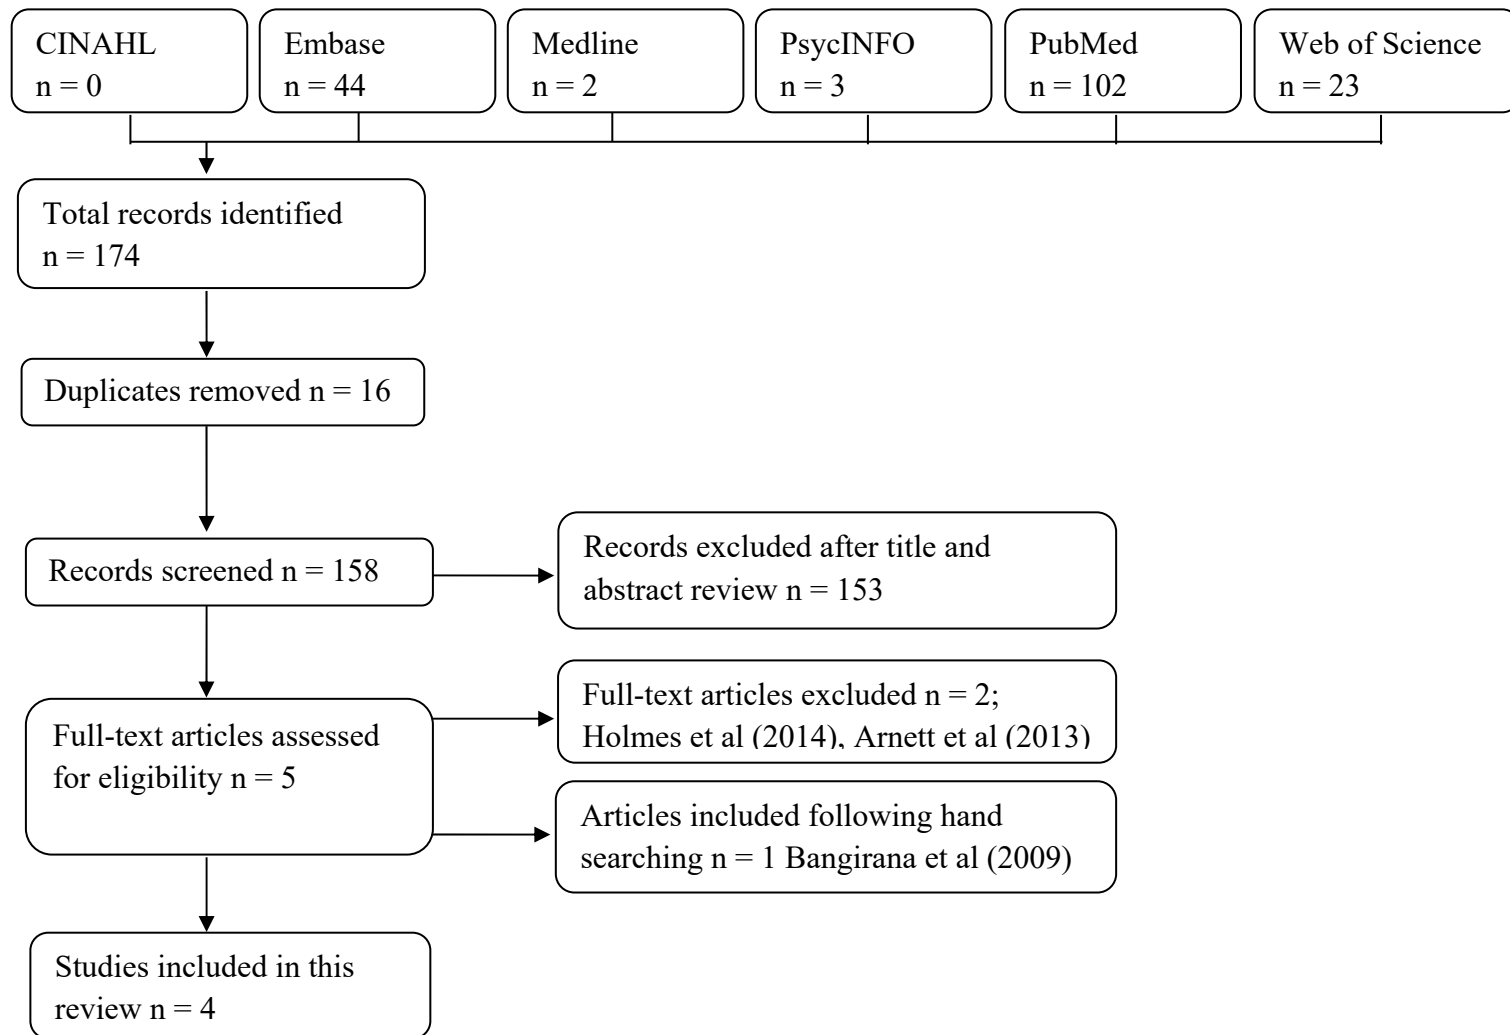 CINAHL
n = 0
Embase
n = 44
Medline
n = 2
PsycINFO
n = 3
PubMed
n = 102
Web of Science
n = 23
Total records identified
n = 174
Duplicates removed n = 16
Records screened n = 158
Records excluded after title and
abstract review n = 153
Full-text articles assessed
for eligibility n = 5
Full-text articles excluded n = 2;
Holmes et al (2014), Arnett et al (2013)
Articles included following hand
searching n = 1 Bangirana et al (2009)
Studies included in this
review n = 4